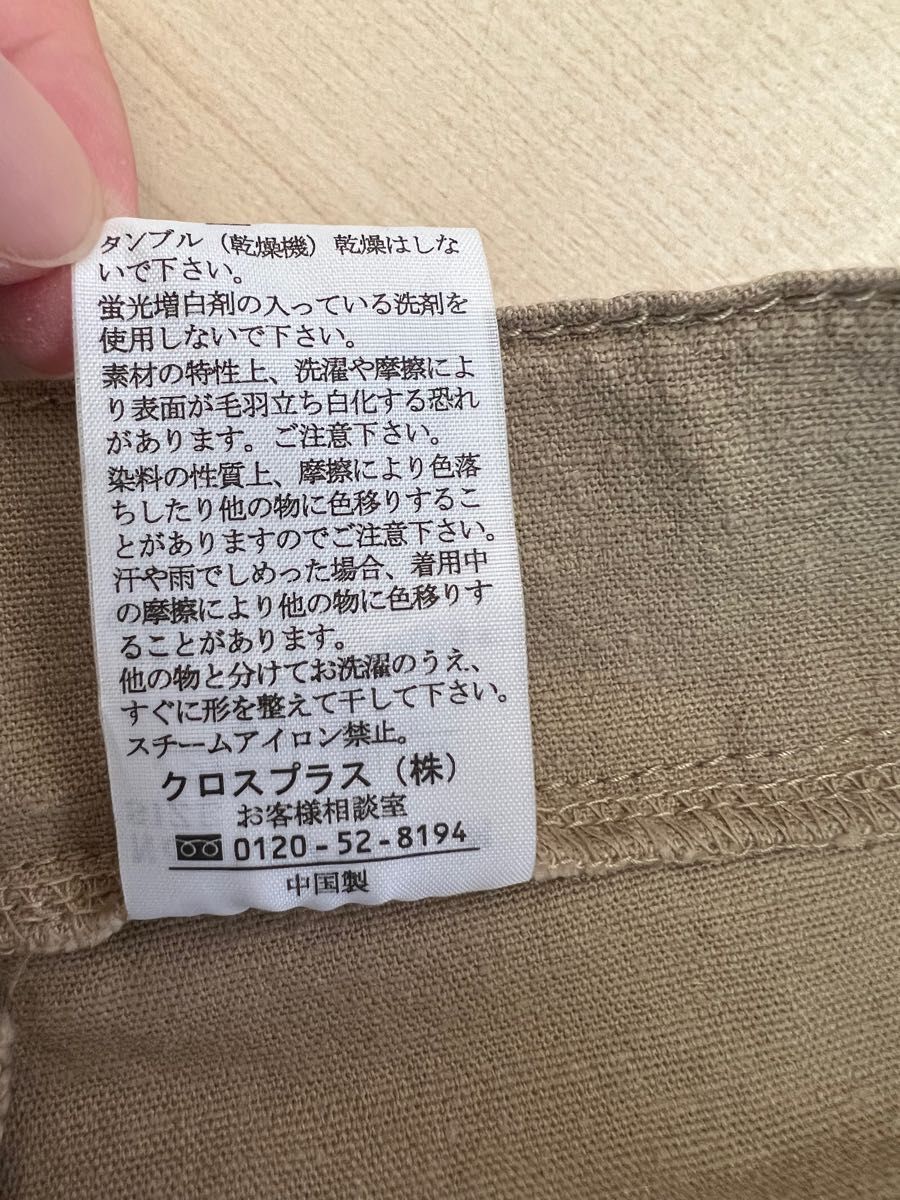 タンブル（乾燥機）乾燥はしな
いで下さい。
蛍光増白剤の入っている洗剤を
使用しないで下さい。
素材の特性上、洗濯や摩擦によ
り表面が毛羽立ち白化する恐れ
があります。ご注意下さい。
染料の性質上、摩擦により色落
ちしたり他の物に色移りするこ
とがありますのでご注意下さい。
汗や雨でしめった場合、着用中
の摩擦により他の物に色移りす
ることがあります。
他の物と分けてお洗濯のうえ、
すぐに形を整えて干して下さい。
スチームアイロン禁止。
クロスプラス（株）
お客様相談室
0120-52-8194
中国製